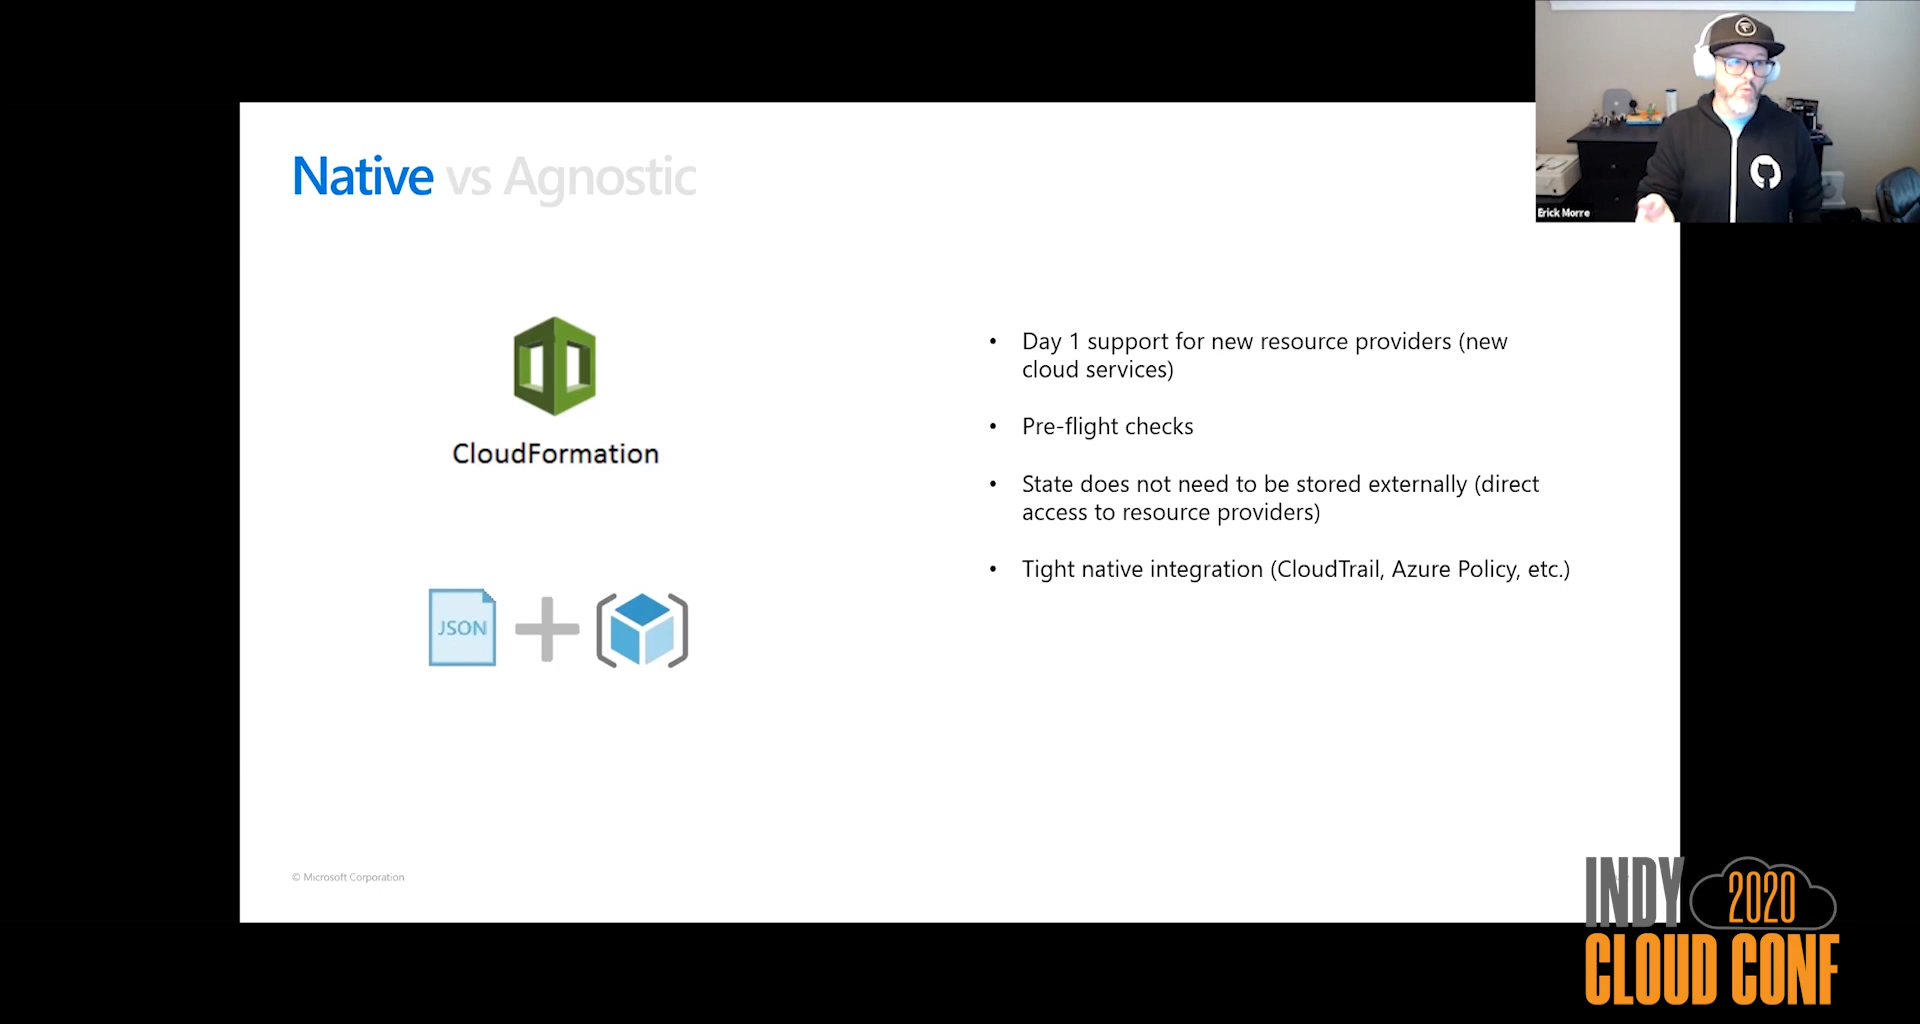 Native vs Agnostic
CloudFormation
JSON
• Day 1 support for new resource providers (new
cloud services)
• Pre-flight checks
• State does not need to be stored externally (direct
access to resource providers)
• Tight native integration (CloudTrail, Azure Policy, etc.)
© Microsoft Corporation
Erick Morre
INDY 2020
CLOUD CONF